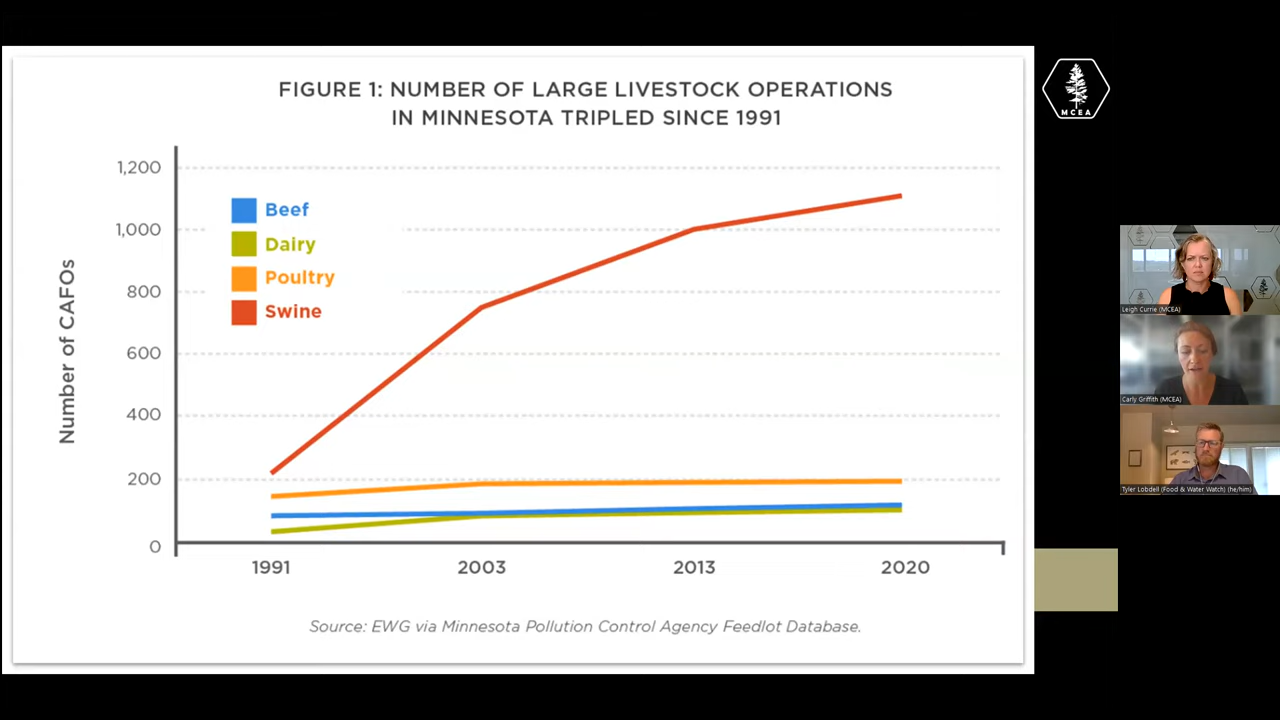 FIGURE 1: NUMBER OF LARGE LIVESTOCK OPERATIONS
IN MINNESOTA TRIPLED SINCE 1991
1,200
1,000
800
600
400
200
0
Number of CAFOs
Beef
Dairy
Poultry
Swine
1991
2003
2013
2020
Source: EWG via Minnesota Pollution Control Agency Feedlot Database.
MCEA
Leigh Currie (MCEA)
Carly Griffith (MCEA)
Tyler Lobdell (Food & Water Watch) (he/him)